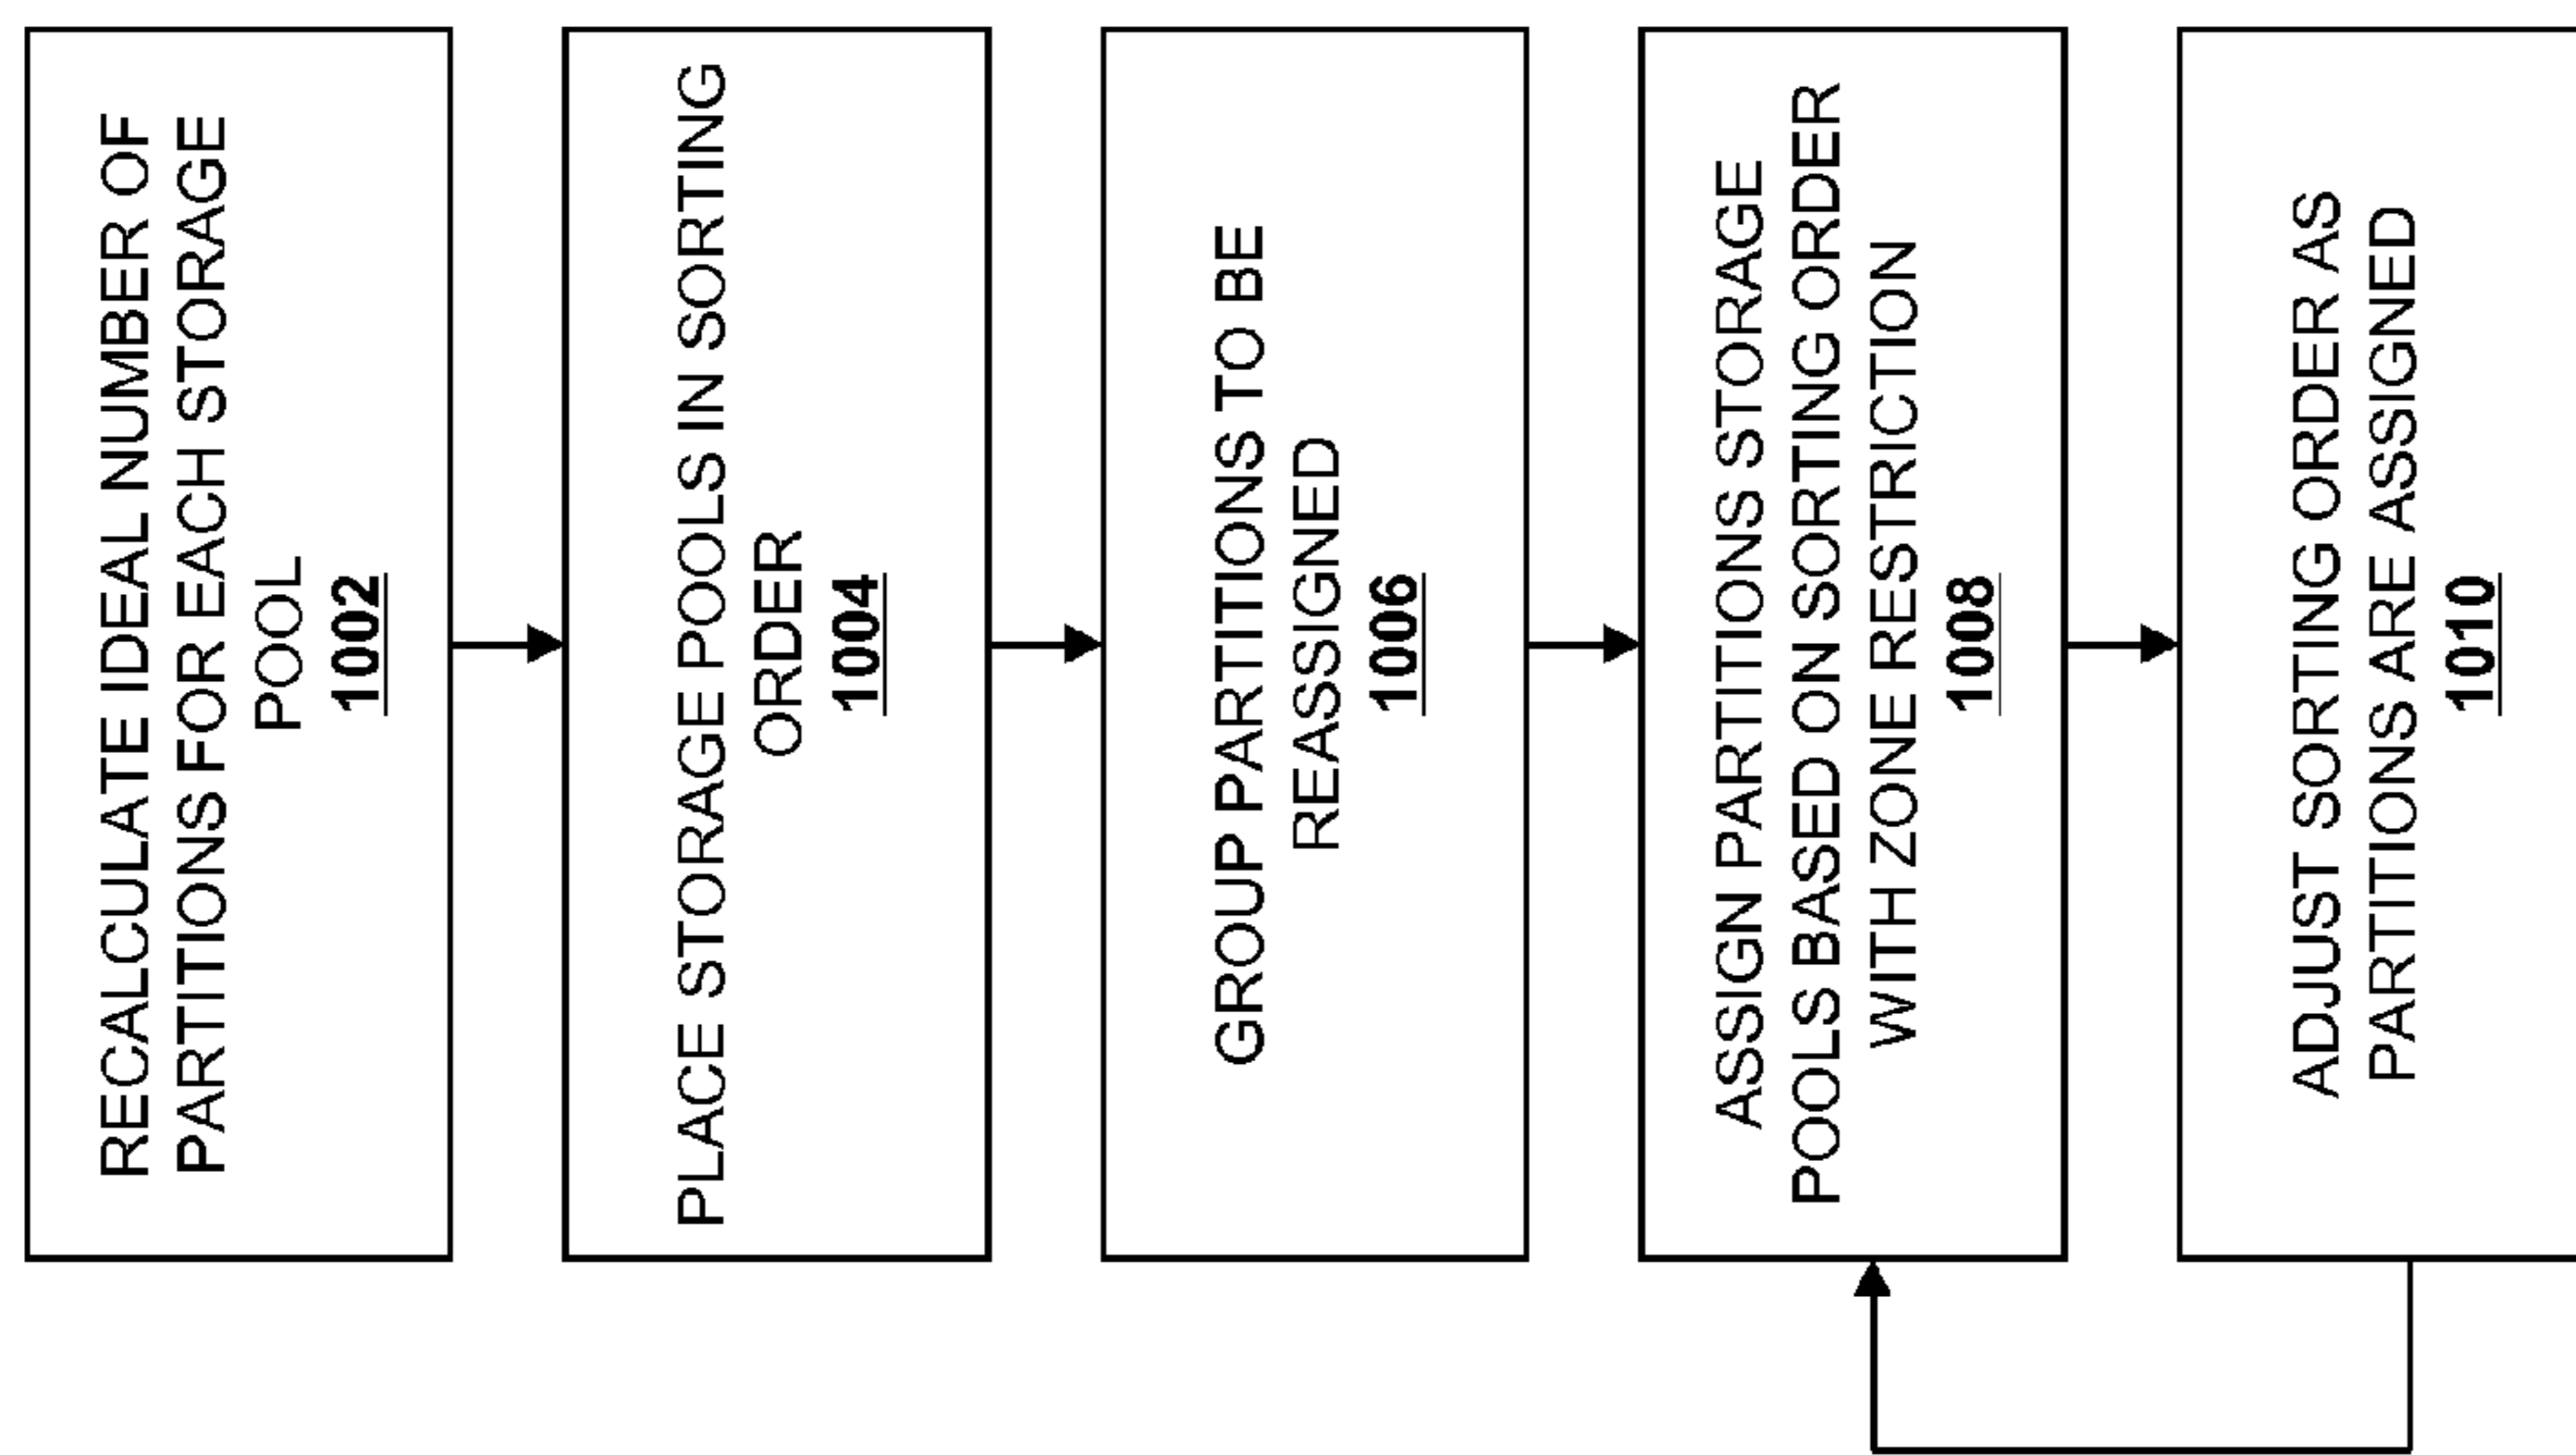 RECALCULATE IDEAL NUMBER OF
PARTITIONS FOR EACH STORAGE
POOL
1002
PLACE STORAGE POOLS IN SORTING
ORDER
1004
GROUP PARTITIONS TO BE
REASSIGNED
1006
ASSIGN PARTITIONS STORAGE
POOLS BASED ON SORTING ORDER
WITH ZONE RESTRICTION
1008
ADJUST SORTING ORDER AS
PARTITIONS ARE ASSIGNED
1010